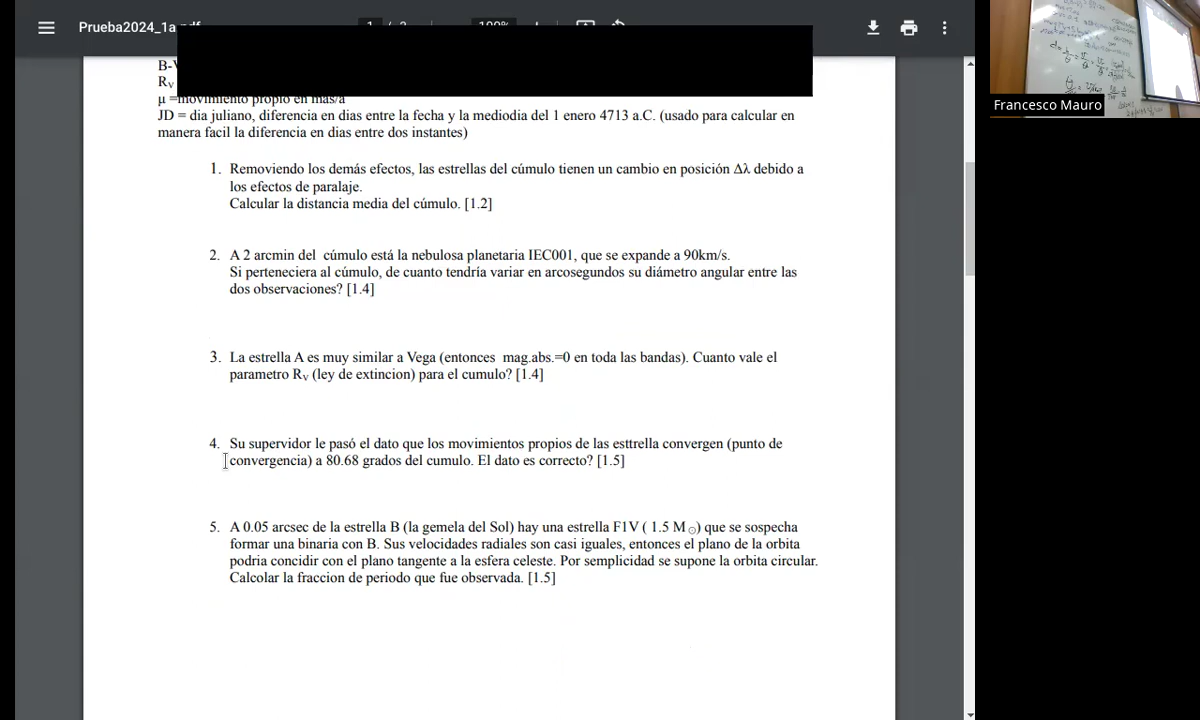 Prueba2024_1a.pdf
B-V
Rv
μ =movimiento propio en mas/a
JD = dia juliano, diferencia en dias entre la fecha y la mediodia del 1 enero 4713 a.C. (usado para calcular en
manera facil la diferencia en dias entre dos instantes)
1. Removiendo los demás efectos, las estrellas del cúmulo tienen un cambio en posición Δλ debido a
los efectos de paralaje.
Calcular la distancia media del cúmulo. [1.2]
2. A 2 arcmin del cúmulo está la nebulosa planetaria IEC001, que se expande a 90km/s.
Si perteneciera al cúmulo, de cuanto tendría variar en arcosegundos su diámetro angular entre las
dos observaciones? [1.4]
3. La estrella A es muy similar a Vega (entonces mag.abs.=0 en toda las bandas). Cuanto vale el
parametro Rv (ley de extincion) para el cumulo? [1.4]
4. Su supervidor le pasó el dato que los movimientos propios de las esttrella convergen (punto de
convergencia) a 80.68 grados del cumulo. El dato es correcto? [1.5]
5. A 0.05 arcsec de la estrella B (la gemela del Sol) hay una estrella F1V ( 1.5 M☉) que se sospecha
formar una binaria con B. Sus velocidades radiales son casi iguales, entonces el plano de la orbita
podria concidir con el plano tangente a la esfera celeste. Por semplicidad se supone la orbita circular.
Calcolar la fraccion de periodo que fue observada. [1.5]
Francesco Mauro